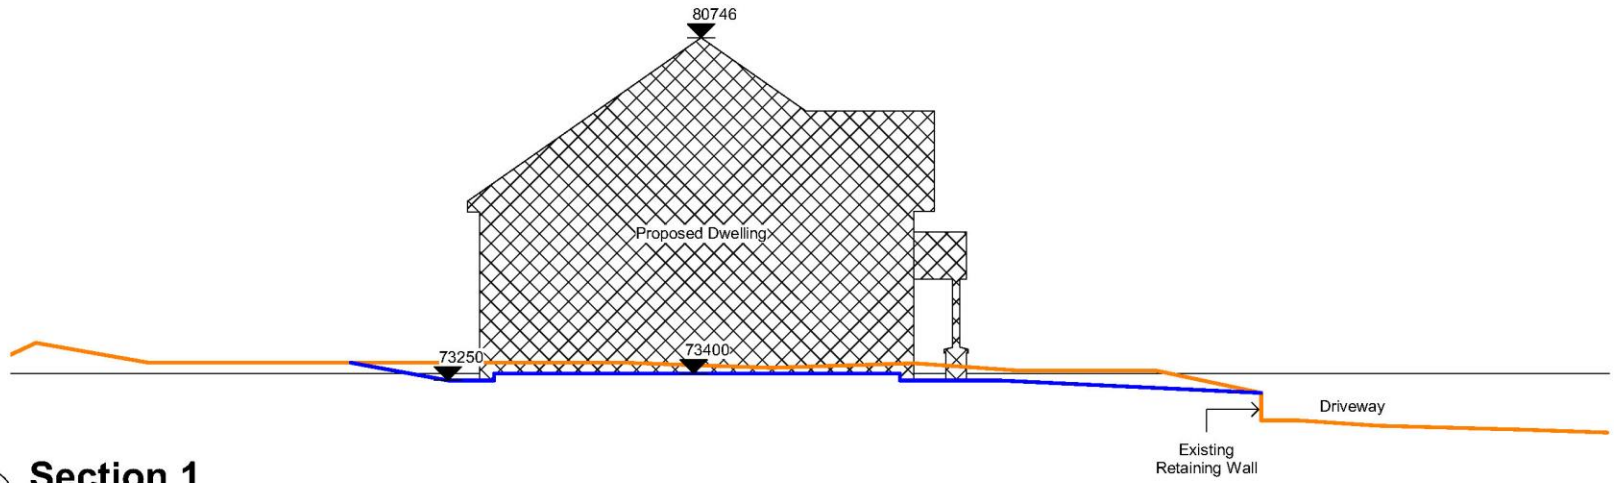 80746
Proposed Dwelling
73250
73400
Driveway
Existing
Retaining Wall
Section 1